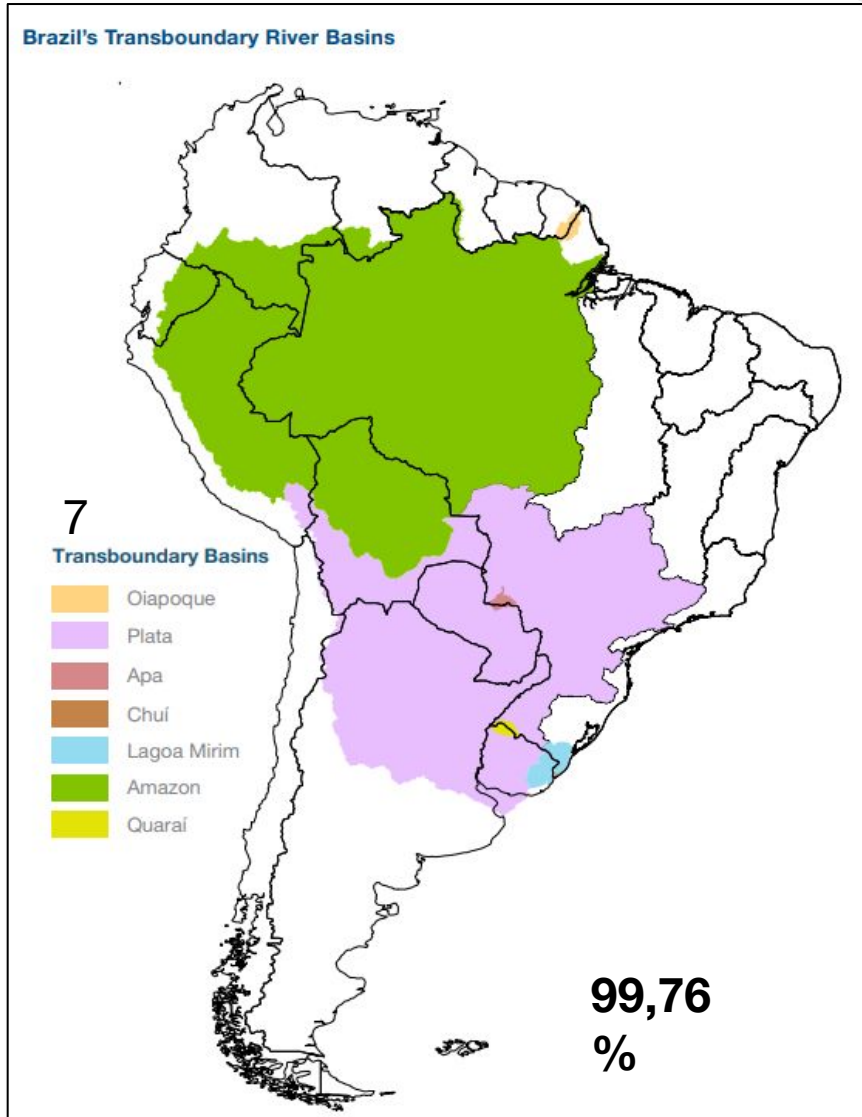 Brazil's Transboundary River Basins
7
Transboundary Basins
Oiapoque
Plata
Apa
Chuí
Lagoa Mirim
Amazon
Quaraí
99,76
%